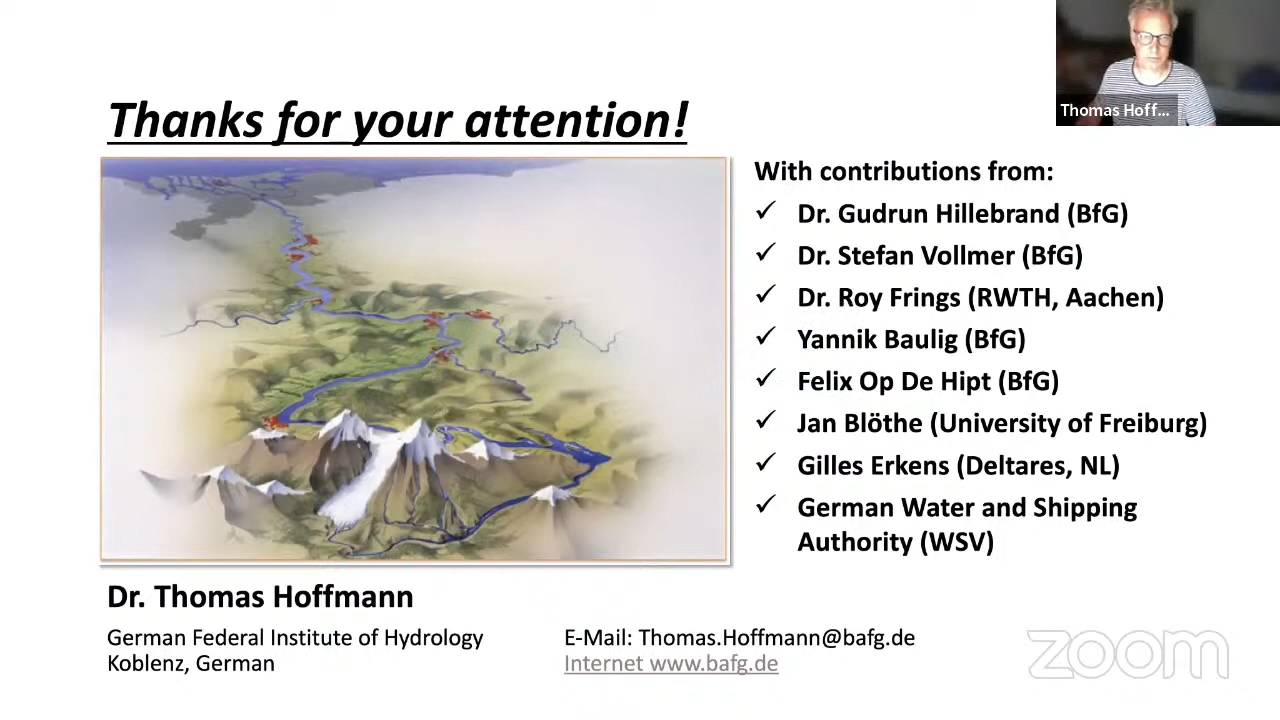 Thanks for your attention!
Thomas Hoff...
With contributions from:
✓ Dr. Gudrun Hillebrand (BfG)
✓ Dr. Stefan Vollmer (BfG)
✓ Dr. Roy Frings (RWTH, Aachen)
✓ Yannik Baulig (BfG)
✓ Felix Op De Hipt (BfG)
✓ Jan Blöthe (University of Freiburg)
✓ Gilles Erkens (Deltares, NL)
✓ German Water and Shipping
Authority (WSV)
Dr. Thomas Hoffmann
German Federal Institute of Hydrology
Koblenz, German
E-Mail: Thomas.Hoffmann@bafg.de
Internet www.bafg.de
zoom